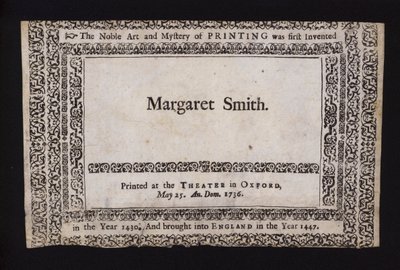 ☞ The Noble Art and Myſtery of PRINTING was firſt Invented
Margaret Smith.
Printed at the THEATER in OXFORD,
May 25. An. Dom. 1736.
in the Year 1430. And brought into ENGLAND in the Year 1447.